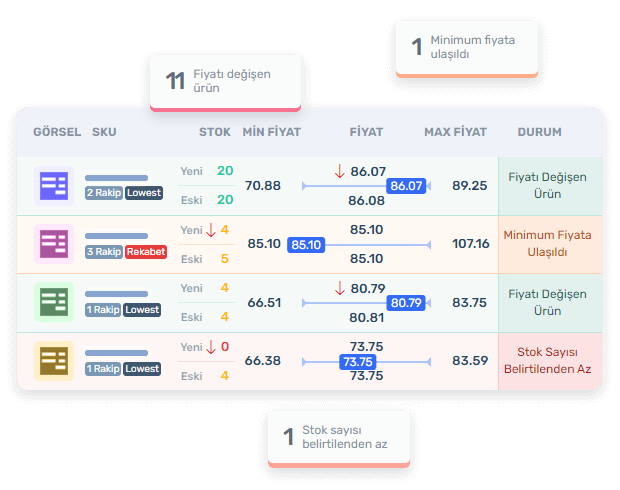 1 Minimum fiyata
ulaşıldı
11 Fiyatı değişen
ürün
GÖRSEL SKU STOK MİN FİYAT FİYAT MAX FİYAT DURUM
Yeni 20 86.07
2 Rakip Lowest 70.88 86.07 89.25 Fiyatı Değişen
Ürün
Eski 20 86.08
Yeni 4 85.10
3 Rakip Rekabet 85.10 85.10 107.16 Minimum Fiyata
Ulaşıldı
Eski 5 85.10
Yeni 4 80.79
1 Rakip Lowest 66.51 80.79 83.75 Fiyatı Değişen
Ürün
Eski 4 80.81
Yeni 0 73.75
1 Rakip Lowest 66.38 73.75 83.59 Stok Sayısı
Belirtilenden Az
Eski 4 73.75
1 Stok sayısı
belirtilenden az